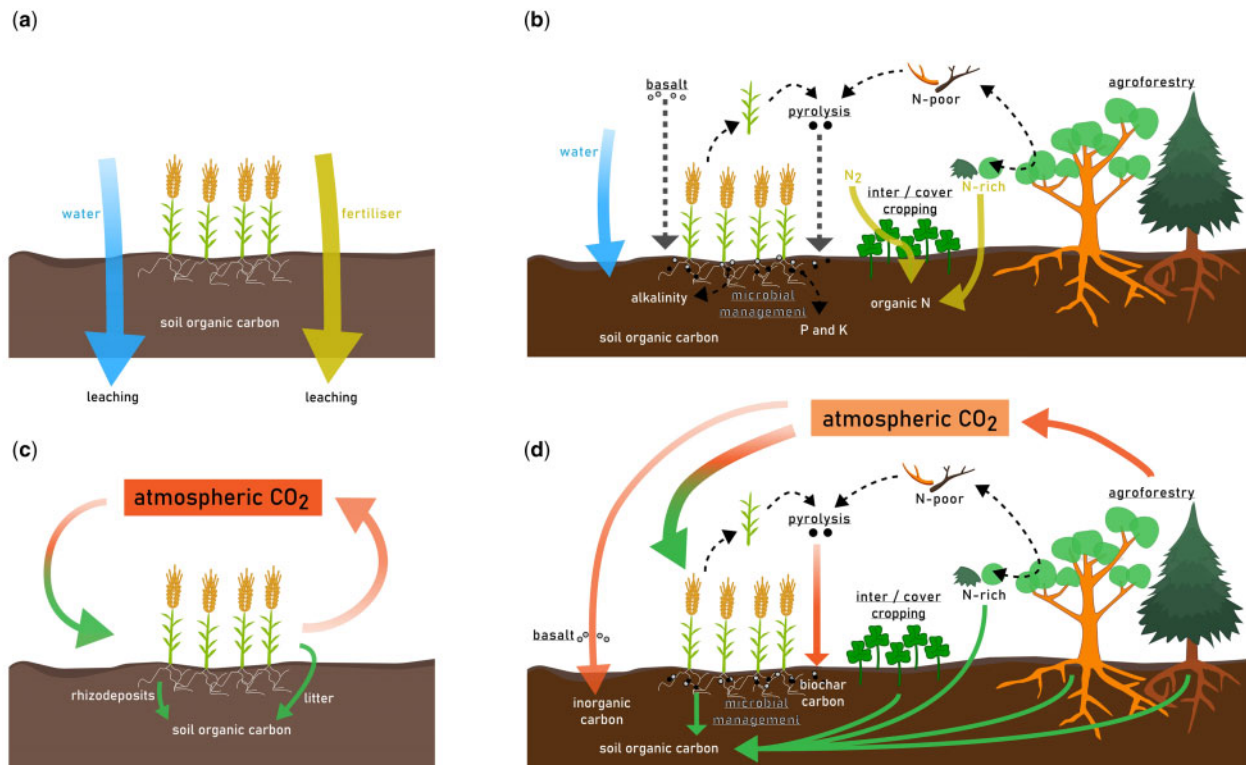 (a)
water
fertiliser
soil organic carbon
leaching
leaching
(b)
basalt
water
pyrolysis
N-poor
agroforestry
N2
inter / cover
cropping
N-rich
alkalinity
microbial
management
organic N
P and K
soil organic carbon
(c)
atmospheric CO2
rhizodeposits
litter
soil organic carbon
(d)
atmospheric CO2
pyrolysis
N-poor
agroforestry
N-rich
inter / cover
cropping
basalt
inorganic
carbon
microbial
management
biochar
carbon
soil organic carbon